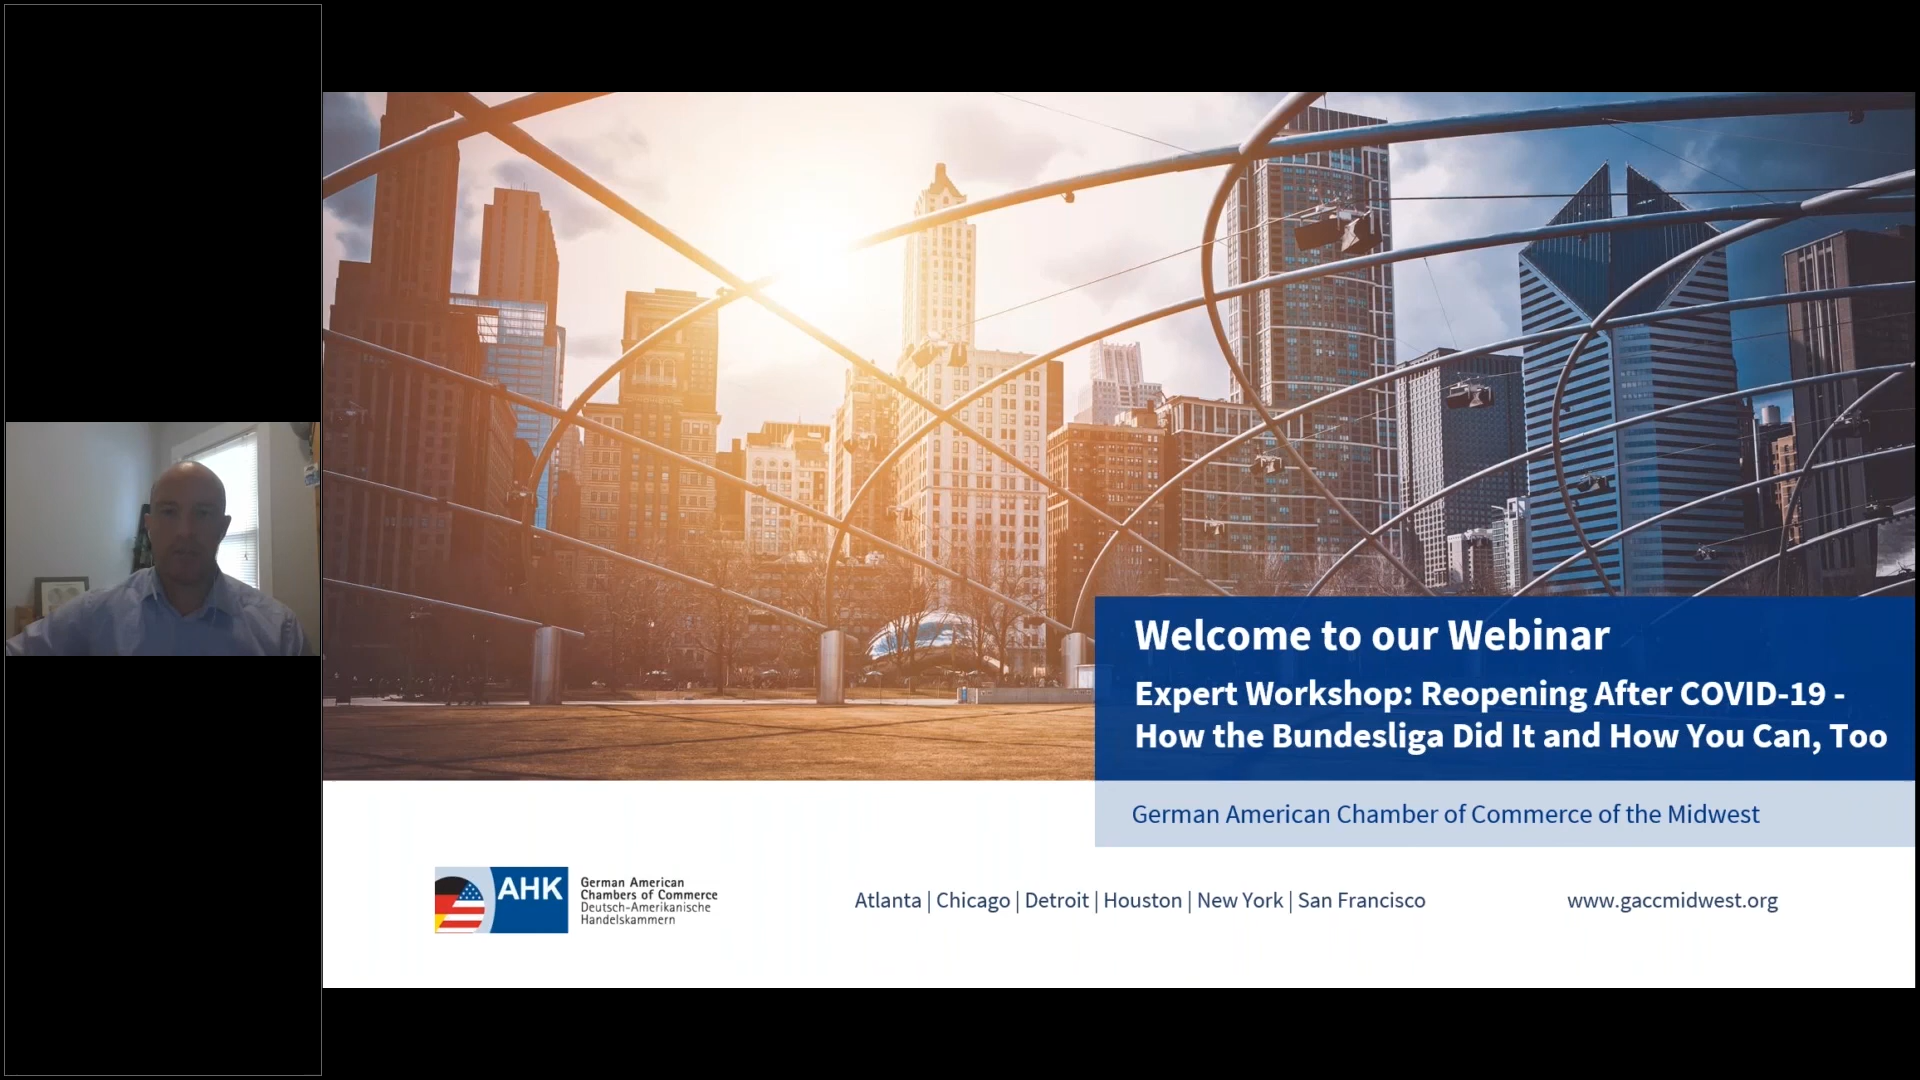 Welcome to our Webinar
Expert Workshop: Reopening After COVID-19 -
How the Bundesliga Did It and How You Can, Too
German American Chamber of Commerce of the Midwest
AHK
German American
Chambers of Commerce
Deutsch-Amerikanische
Handelskammern
Atlanta | Chicago | Detroit | Houston | New York | San Francisco
www.gaccmidwest.org